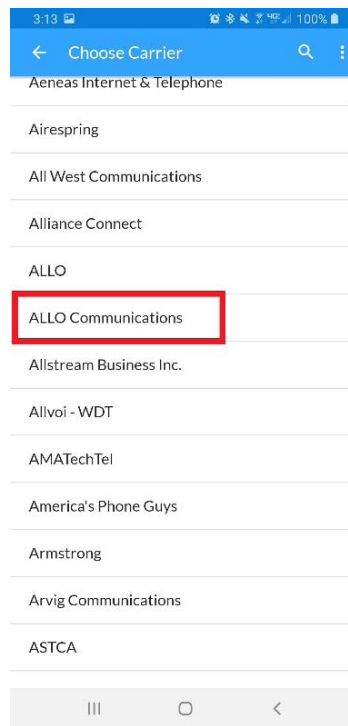 3:13 100%
Choose Carrier
Aeneas Internet & Telephone
Airespring
All West Communications
Alliance Connect
ALLO
ALLO Communications
Allstream Business Inc.
Allvoi - WDT
AMATechTel
America's Phone Guys
Armstrong
Arvig Communications
ASTCA